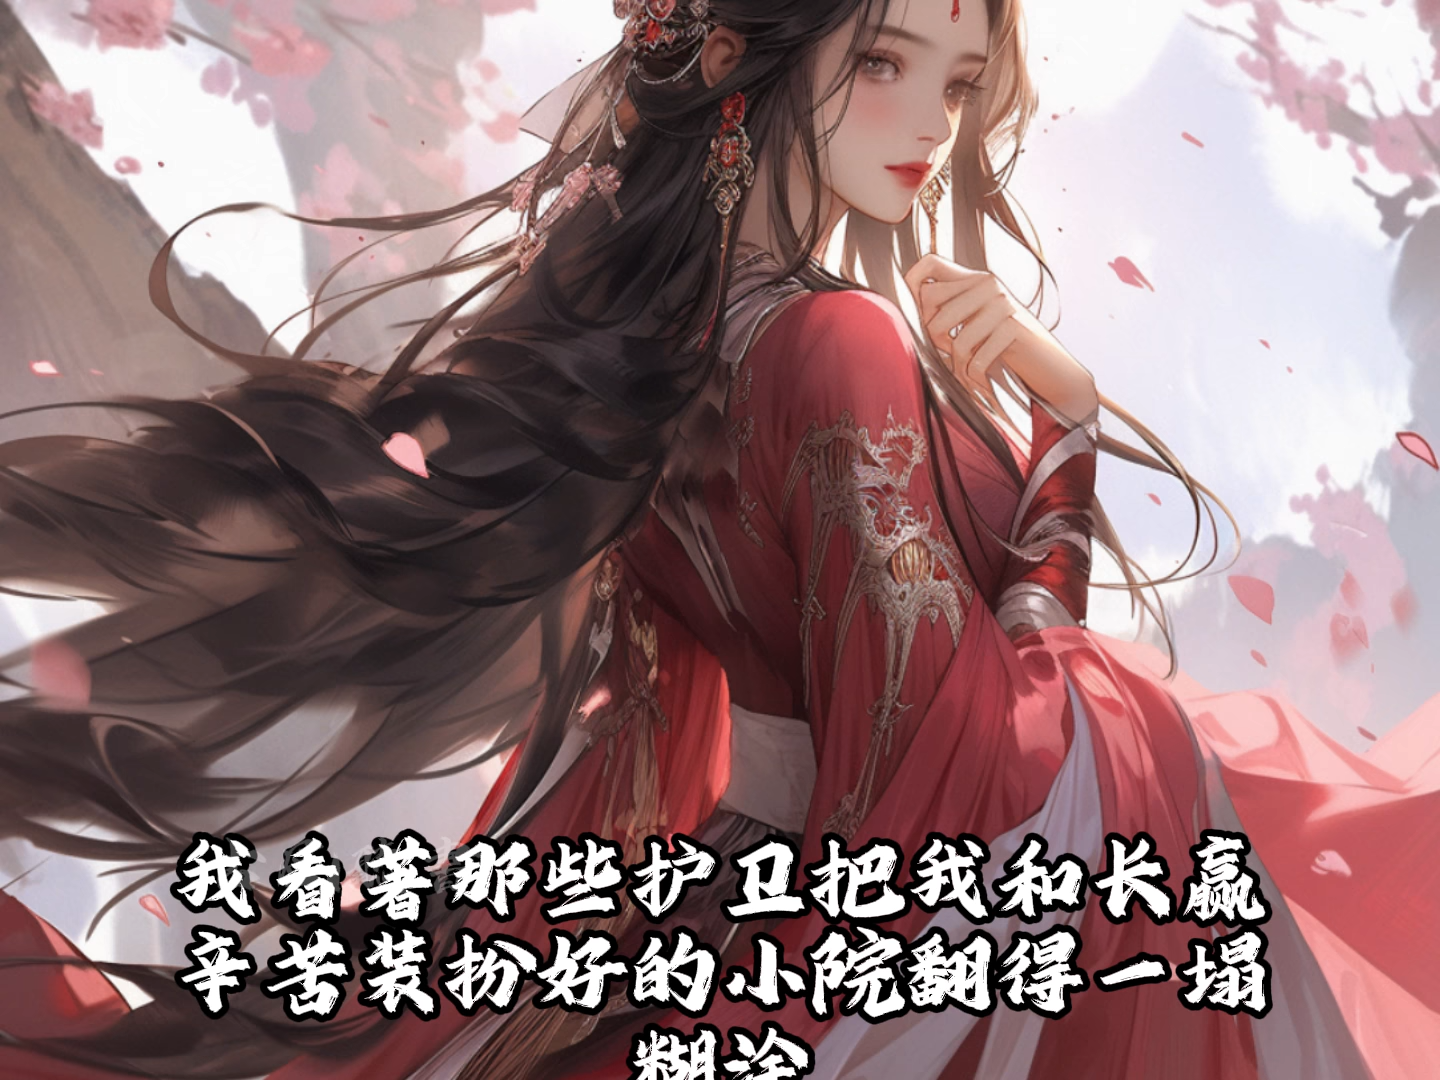 我看著那些护卫把我和长赢
辛苦装扮好的小院翻得一塌
糊涂